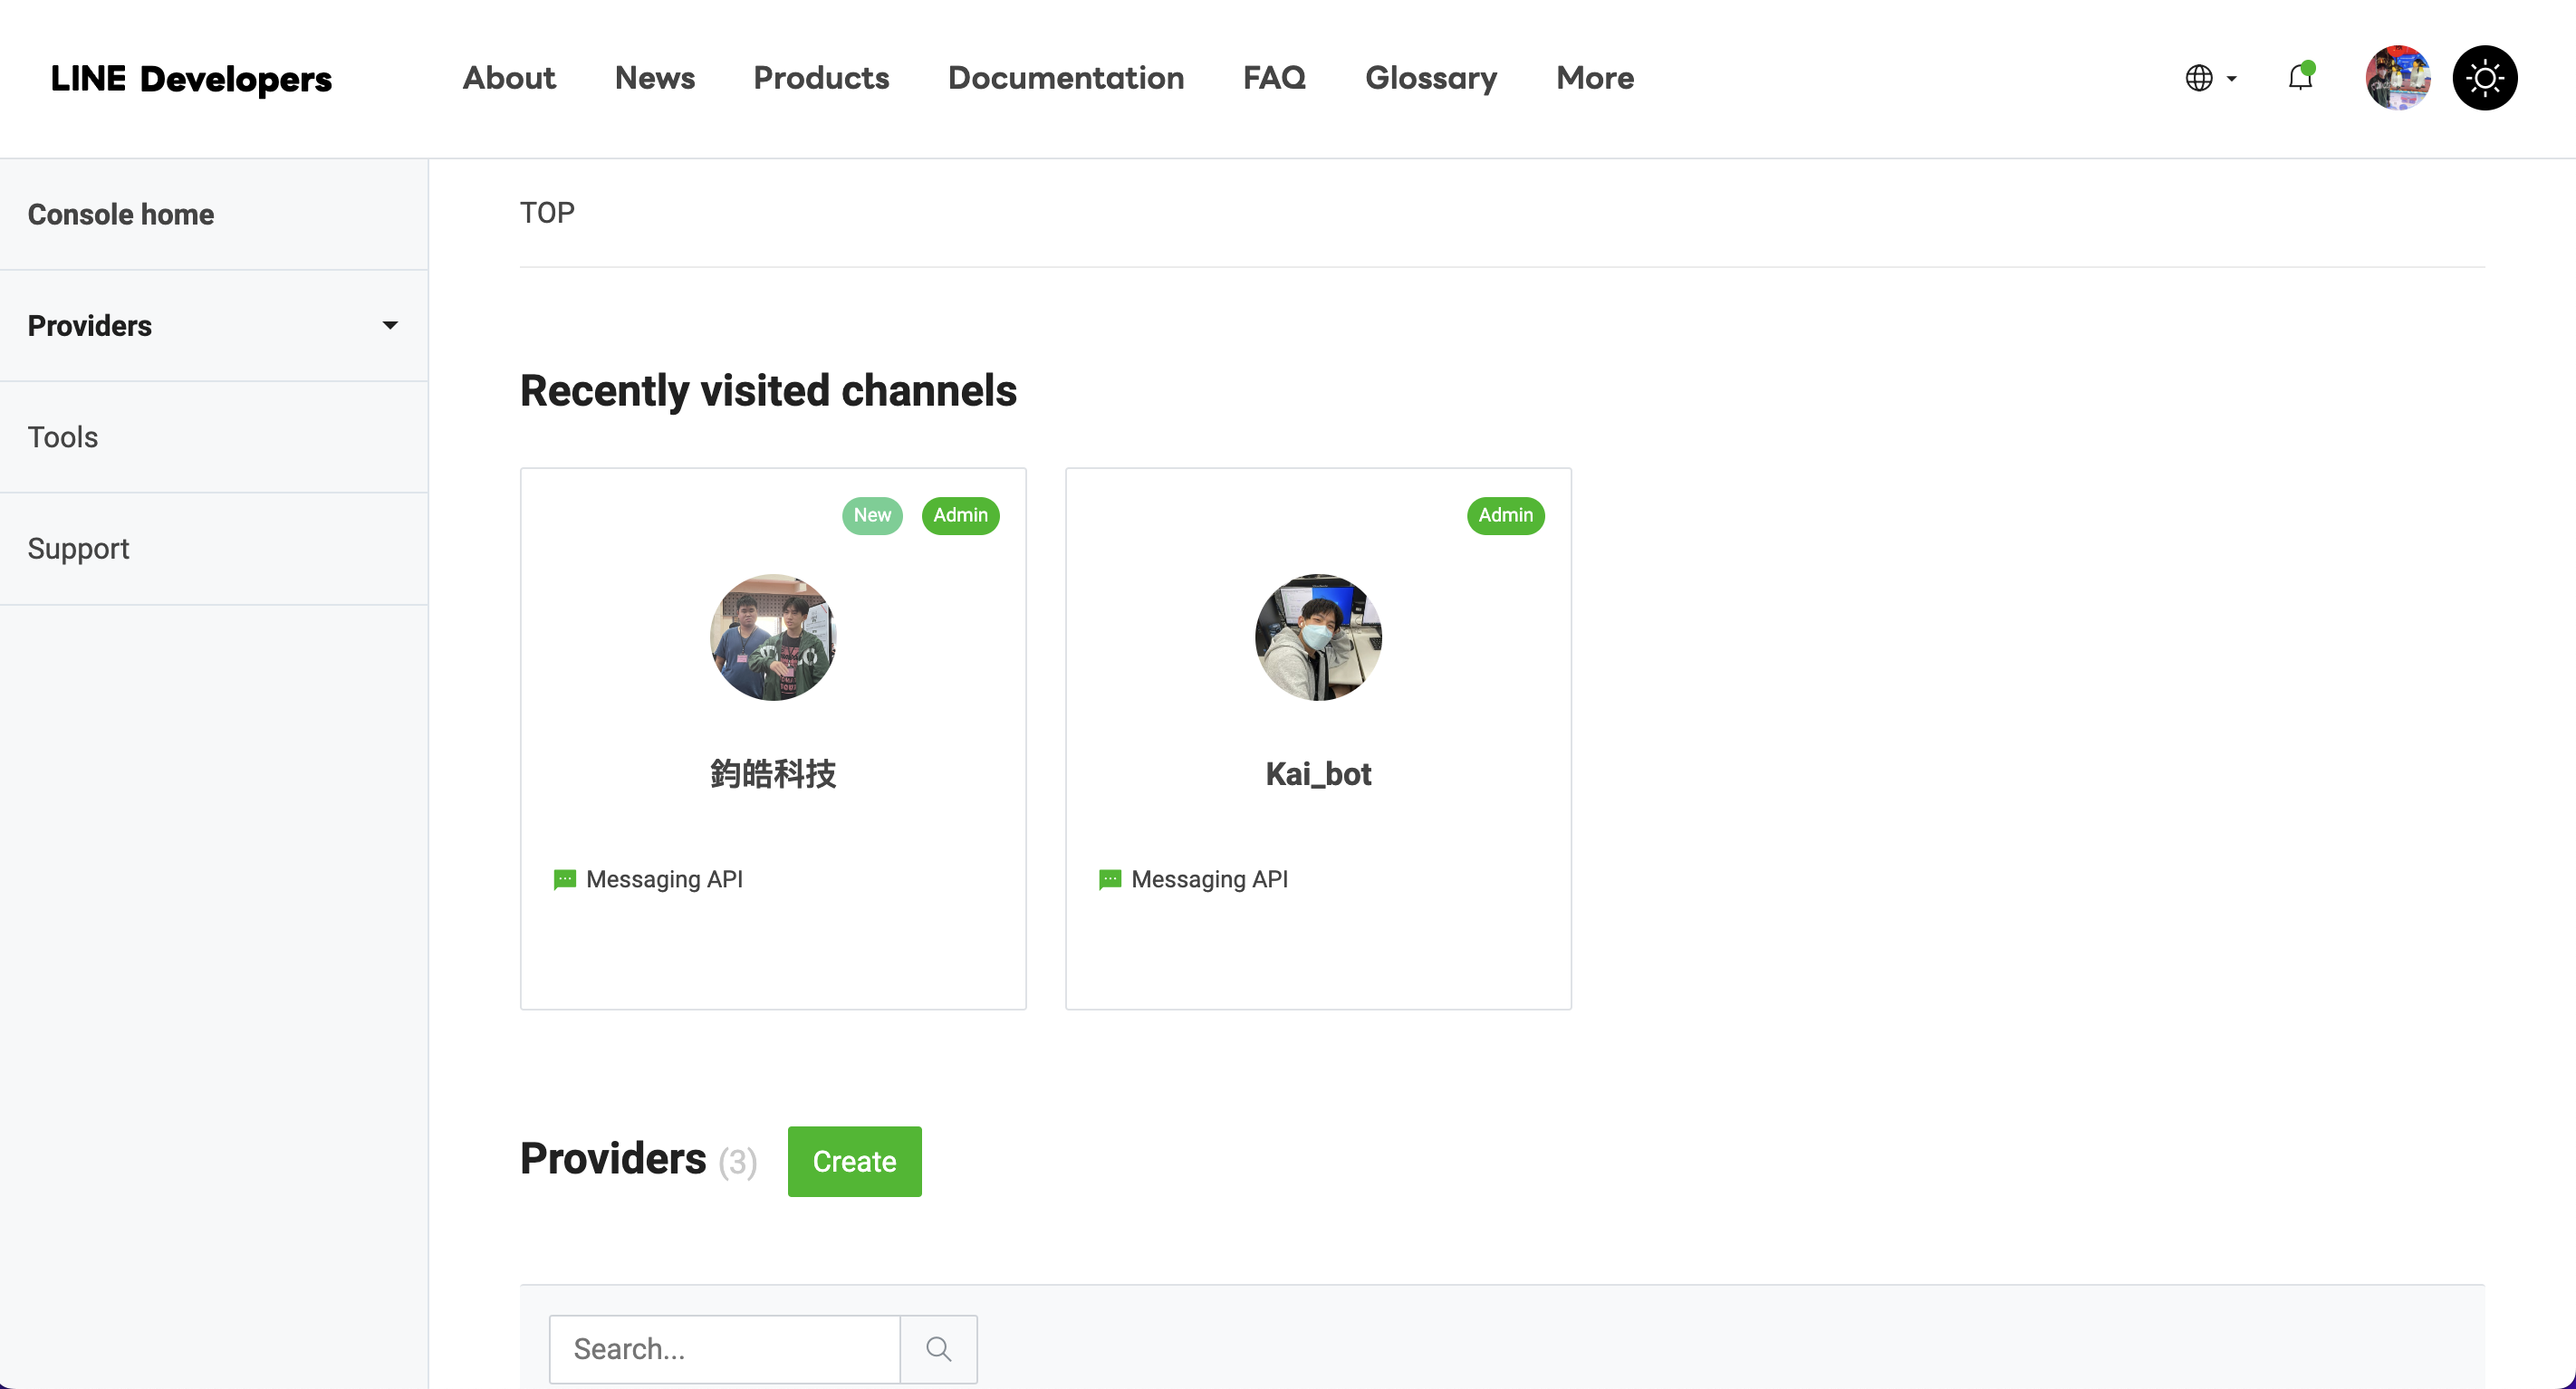 LINE Developers
About News Products Documentation FAQ Glossary More
Console home
Providers
Tools
Support
TOP
Recently visited channels
New Admin
鈞皓科技
Messaging API
Admin
Kai_bot
Messaging API
Providers (3) Create
Search...